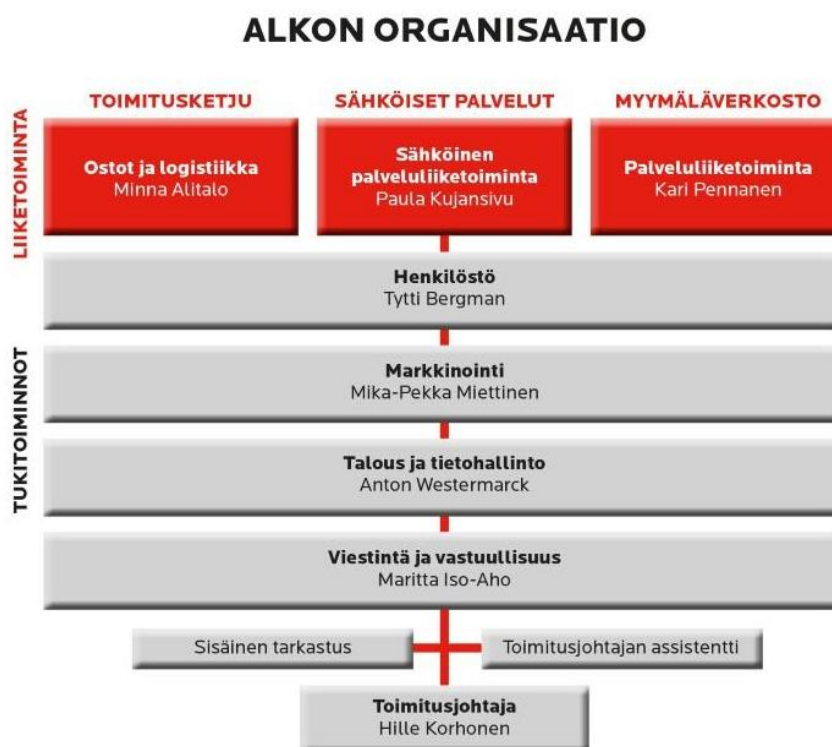 ALKON ORGANISAATIO
TOIMITUSKETJU
SÄHKÖISET PALVELUT
MYYMÄLÄVERKOSTO
LIIKETOIMINTA
Ostot ja logistiikka
Minna Alitalo
Sähköinen
palveluliiketoiminta
Paula Kujansivu
Palveluliiketoiminta
Kari Pennanen
TUKITOIMINNOT
Henkilöstö
Tytti Bergman
Markkinointi
Mika-Pekka Miettinen
Talous ja tietohallinto
Anton Westermarck
Viestintä ja vastuullisuus
Maritta Iso-Aho
Sisäinen tarkastus
Toimitusjohtajan assistentti
Toimitusjohtaja
Hille Korhonen